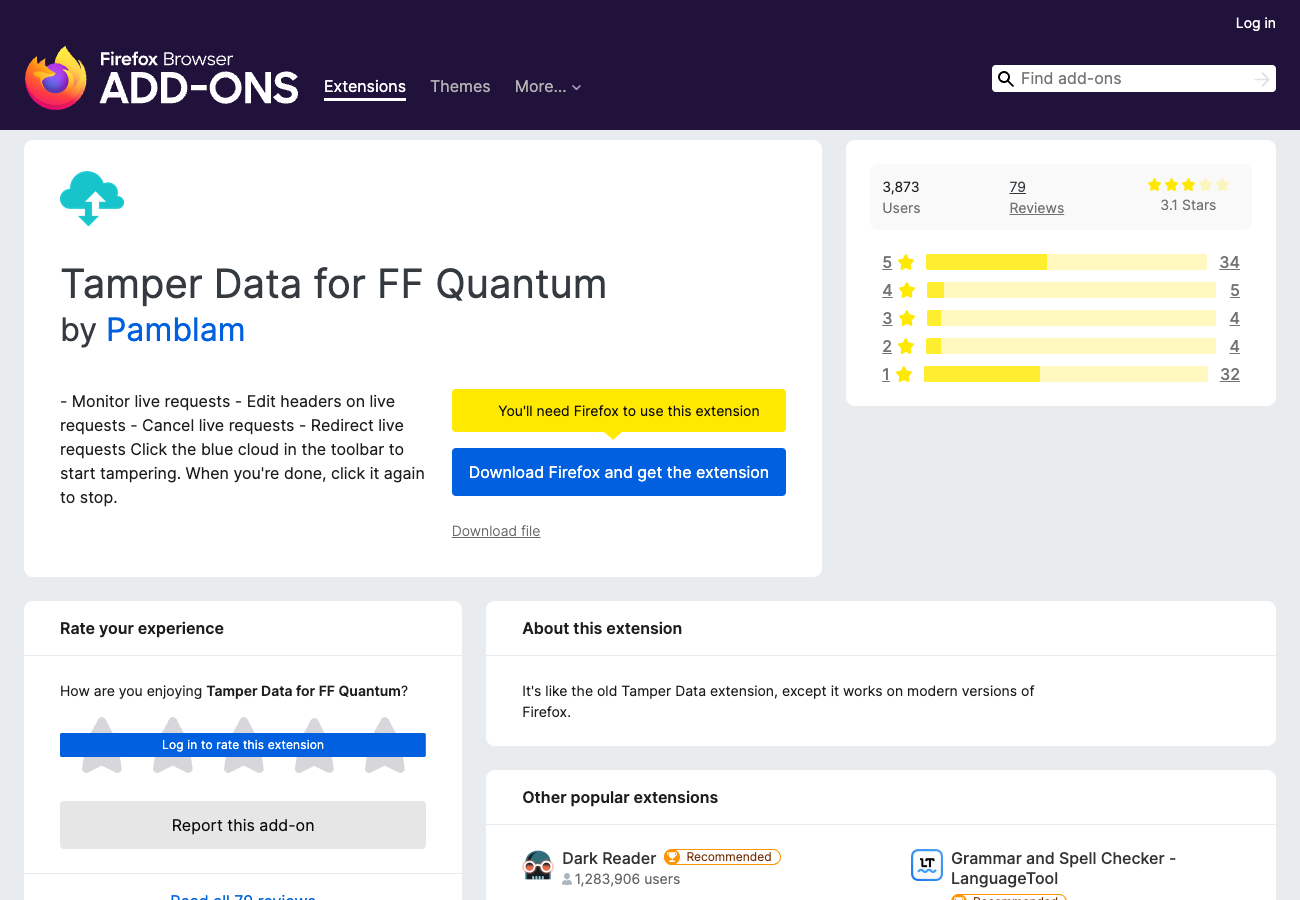 Log in
Firefox Browser
ADD-ONS
Extensions
Themes
More...
Find add-ons
Tamper Data for FF Quantum
by Pamblam
- Monitor live requests - Edit headers on live
requests - Cancel live requests - Redirect live
requests Click the blue cloud in the toolbar to
start tampering. When you're done, click it again
to stop.
You'll need Firefox to use this extension
Download Firefox and get the extension
Download file
3,873
Users
79
Reviews
3.1 Stars
5 34
4 5
3 4
2 4
1 32
Rate your experience
How are you enjoying Tamper Data for FF Quantum?
Log in to rate this extension
Report this add-on
Read all 79 reviews
About this extension
It's like the old Tamper Data extension, except it works on modern versions of
Firefox.
Other popular extensions
Dark Reader
Recommended
1,283,906 users
LT
Grammar and Spell Checker -
LanguageTool
Recommended